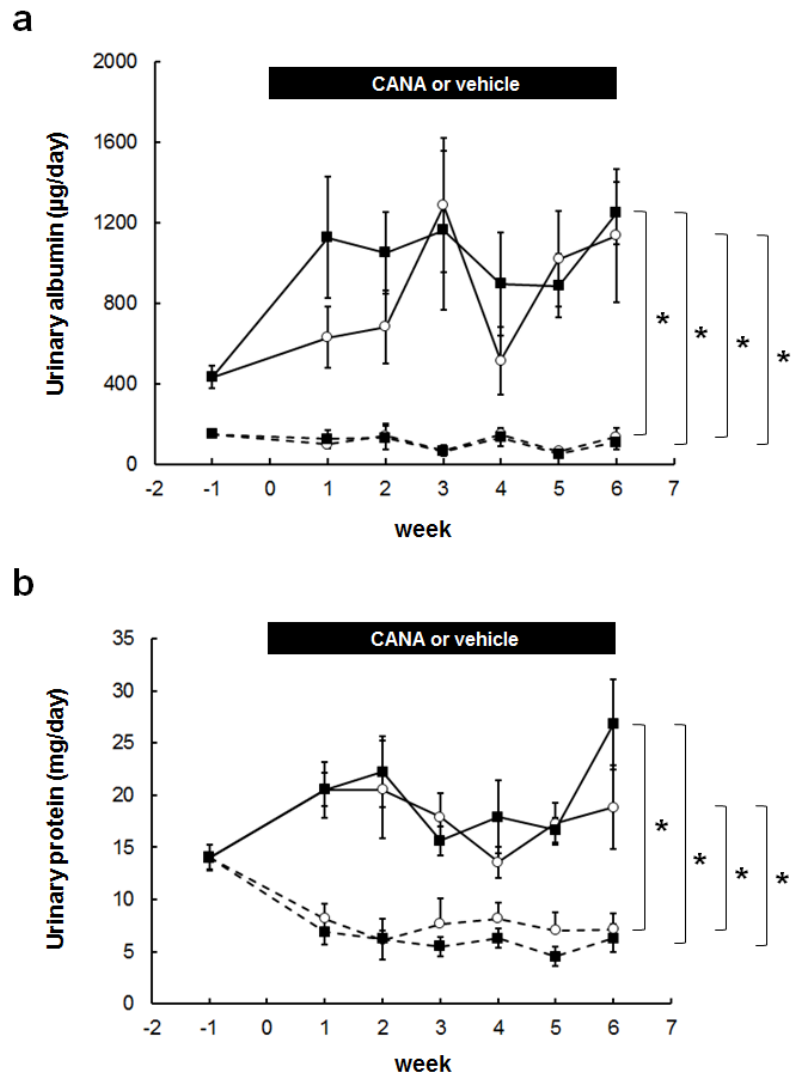 a
CANA or vehicle
Urinary albumin (µg/day)
2000
1600
1200
800
400
0
-2 -1 0 1 2 3 4 5 6 7
week
* * * *
b
CANA or vehicle
Urinary protein (mg/day)
35
30
25
20
15
10
5
0
-2 -1 0 1 2 3 4 5 6 7
week
* * * *